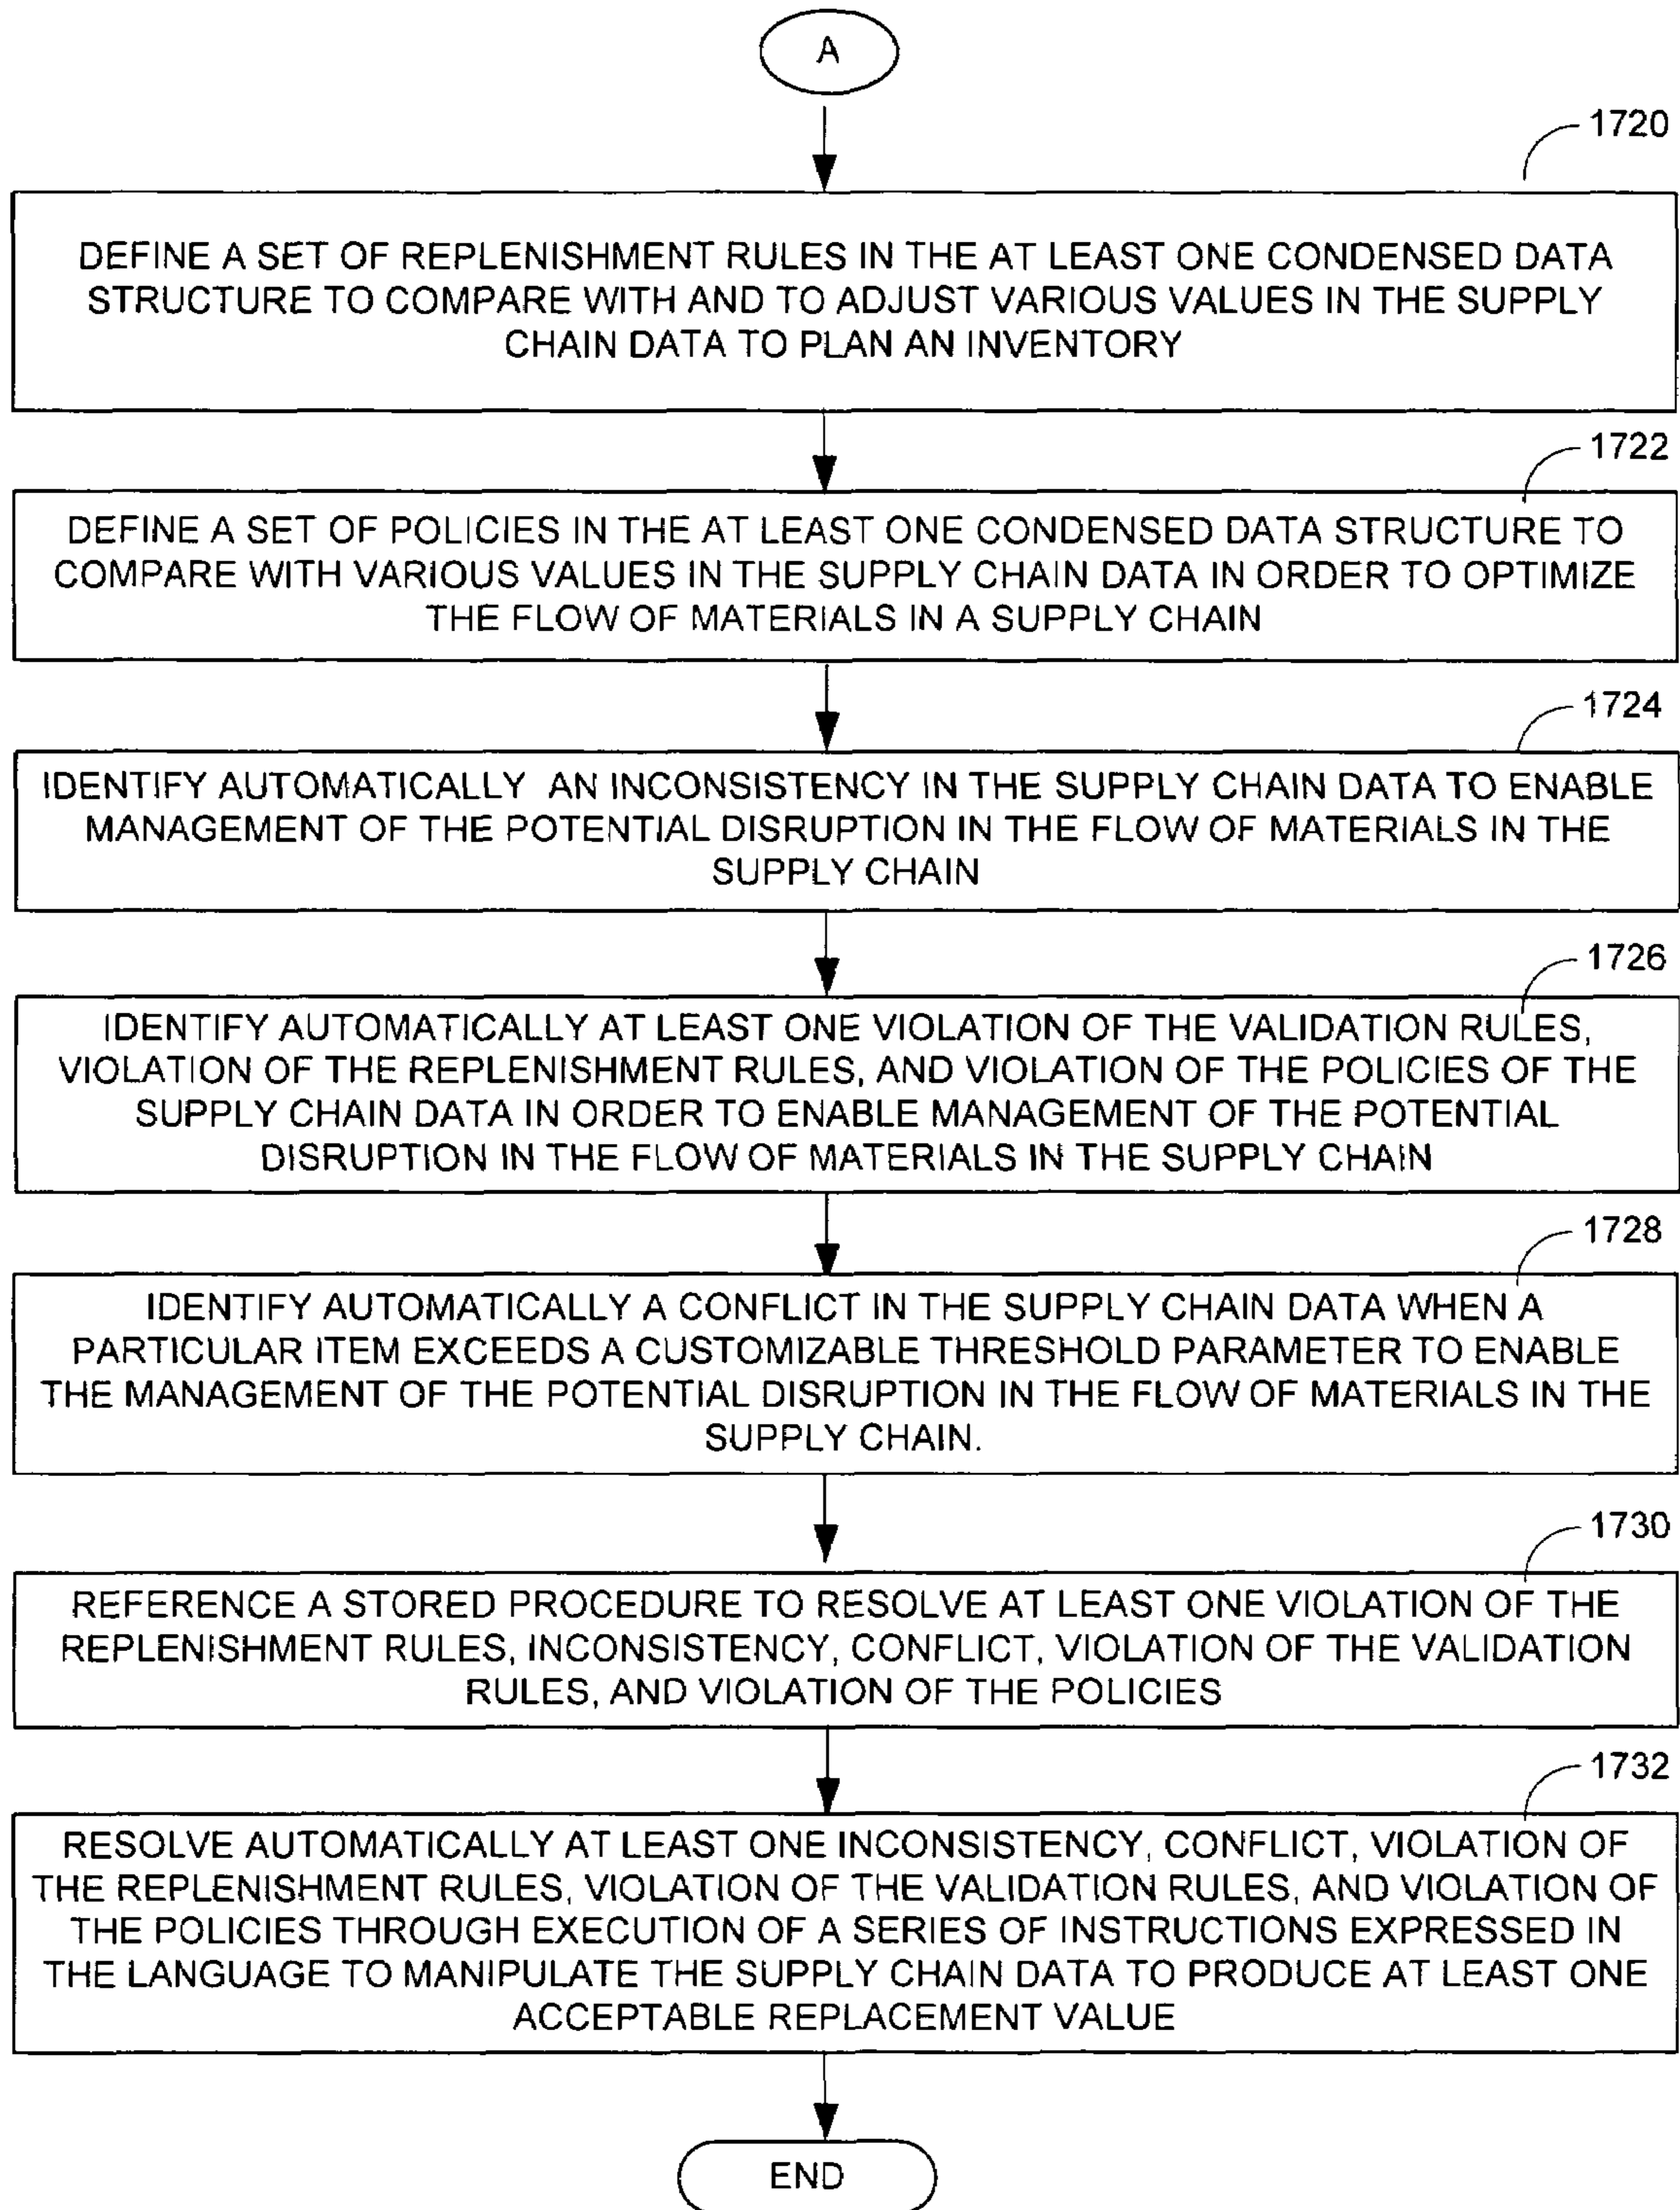 A
1720
DEFINE A SET OF REPLENISHMENT RULES IN THE AT LEAST ONE CONDENSED DATA
STRUCTURE TO COMPARE WITH AND TO ADJUST VARIOUS VALUES IN THE SUPPLY
CHAIN DATA TO PLAN AN INVENTORY
1722
DEFINE A SET OF POLICIES IN THE AT LEAST ONE CONDENSED DATA STRUCTURE TO
COMPARE WITH VARIOUS VALUES IN THE SUPPLY CHAIN DATA IN ORDER TO OPTIMIZE
THE FLOW OF MATERIALS IN A SUPPLY CHAIN
1724
IDENTIFY AUTOMATICALLY AN INCONSISTENCY IN THE SUPPLY CHAIN DATA TO ENABLE
MANAGEMENT OF THE POTENTIAL DISRUPTION IN THE FLOW OF MATERIALS IN THE
SUPPLY CHAIN
1726
IDENTIFY AUTOMATICALLY AT LEAST ONE VIOLATION OF THE VALIDATION RULES,
VIOLATION OF THE REPLENISHMENT RULES, AND VIOLATION OF THE POLICIES OF THE
SUPPLY CHAIN DATA IN ORDER TO ENABLE MANAGEMENT OF THE POTENTIAL
DISRUPTION IN THE FLOW OF MATERIALS IN THE SUPPLY CHAIN
1728
IDENTIFY AUTOMATICALLY A CONFLICT IN THE SUPPLY CHAIN DATA WHEN A
PARTICULAR ITEM EXCEEDS A CUSTOMIZABLE THRESHOLD PARAMETER TO ENABLE
THE MANAGEMENT OF THE POTENTIAL DISRUPTION IN THE FLOW OF MATERIALS IN THE
SUPPLY CHAIN.
1730
REFERENCE A STORED PROCEDURE TO RESOLVE AT LEAST ONE VIOLATION OF THE
REPLENISHMENT RULES, INCONSISTENCY, CONFLICT, VIOLATION OF THE VALIDATION
RULES, AND VIOLATION OF THE POLICIES
1732
RESOLVE AUTOMATICALLY AT LEAST ONE INCONSISTENCY, CONFLICT, VIOLATION OF
THE REPLENISHMENT RULES, VIOLATION OF THE VALIDATION RULES, AND VIOLATION OF
THE POLICIES THROUGH EXECUTION OF A SERIES OF INSTRUCTIONS EXPRESSED IN
THE LANGUAGE TO MANIPULATE THE SUPPLY CHAIN DATA TO PRODUCE AT LEAST ONE
ACCEPTABLE REPLACEMENT VALUE
END